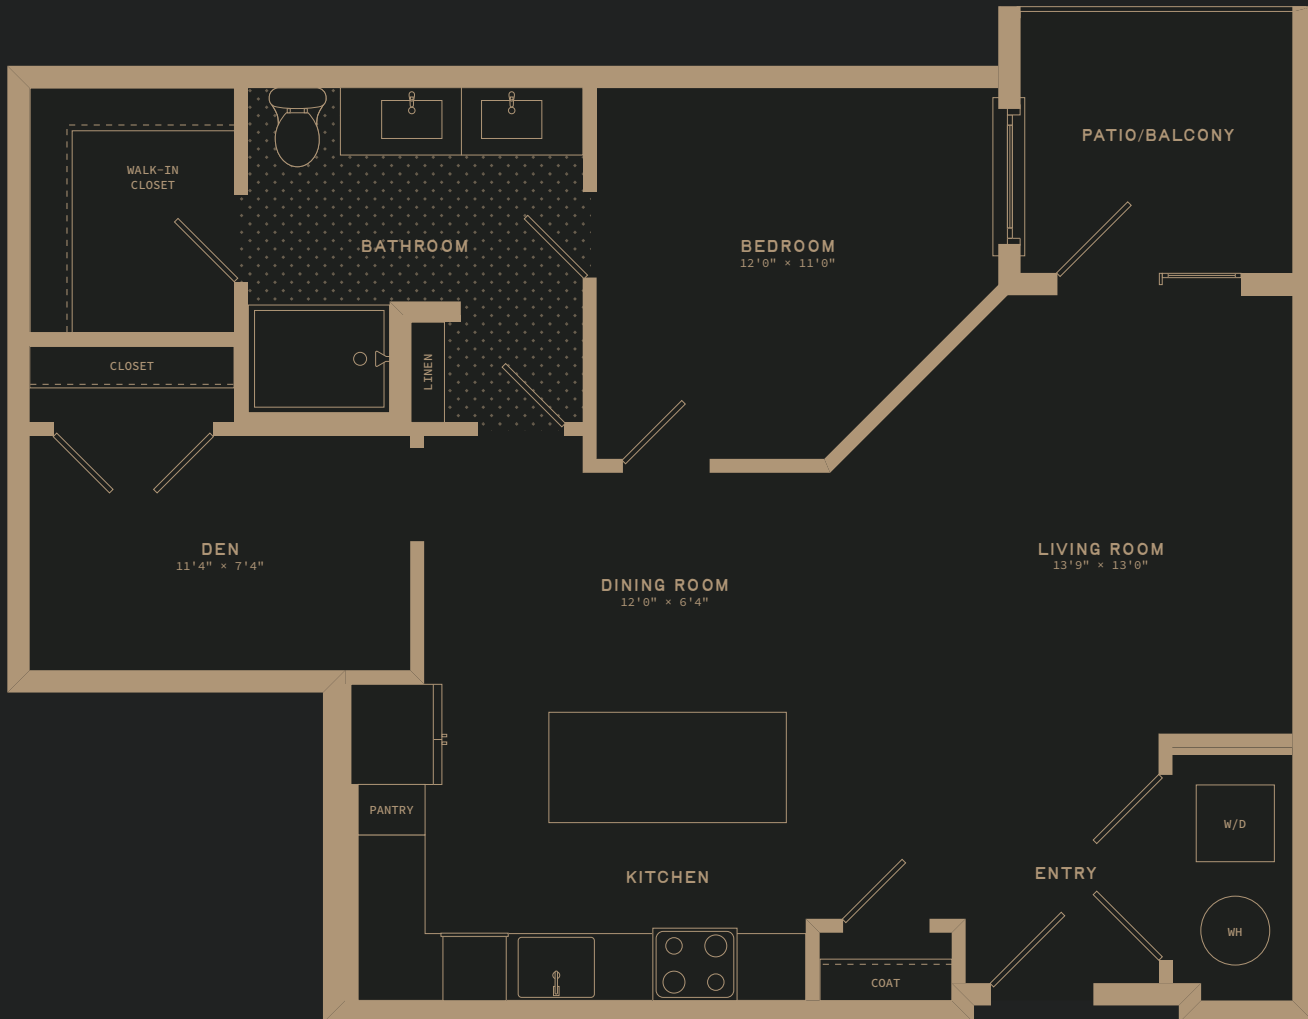 PATIO/BALCONY
WALK-IN
CLOSET
BATHROOM
BEDROOM
12'0" × 11'0"
CLOSET
LINEN
DEN
11'4" × 7'4"
DINING ROOM
12'0" × 6'4"
LIVING ROOM
13'9" × 13'0"
PANTRY
W/D
KITCHEN
ENTRY
WH
COAT